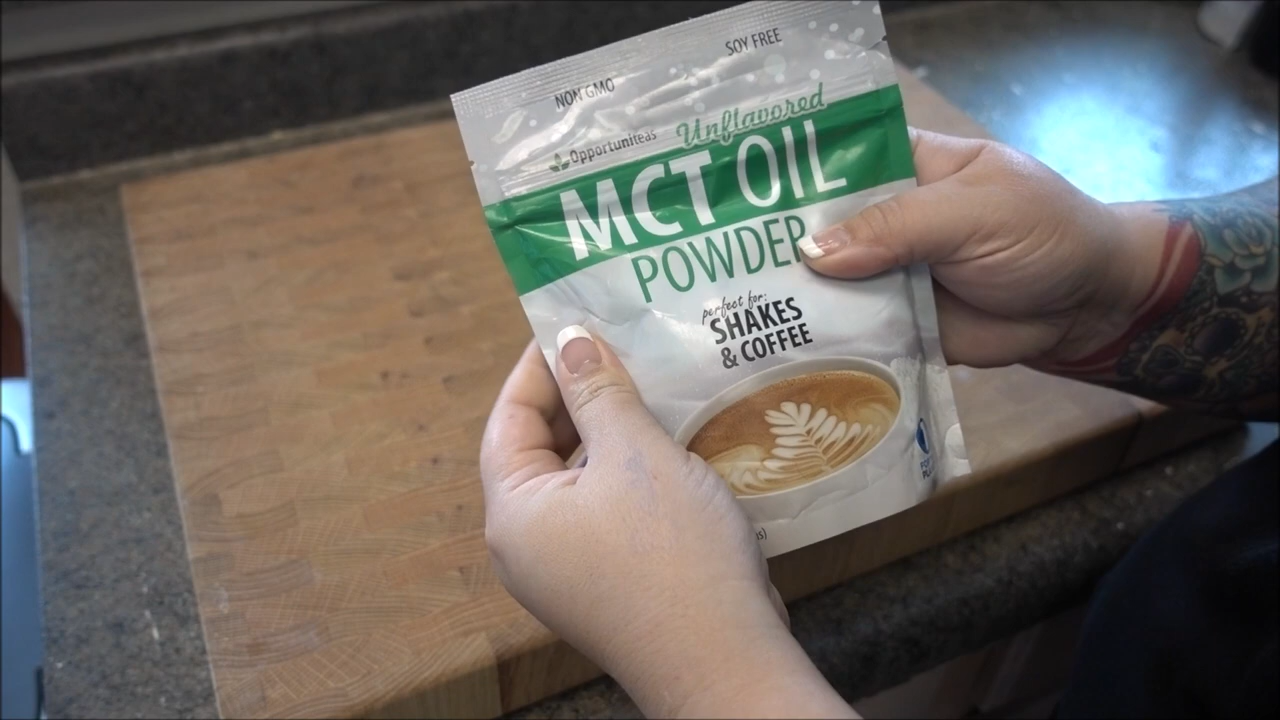 NON GMO
SOY FREE
Opportuniteas
Unflavored
MCT OIL
POWDER
perfect for:
SHAKES
& COFFEE